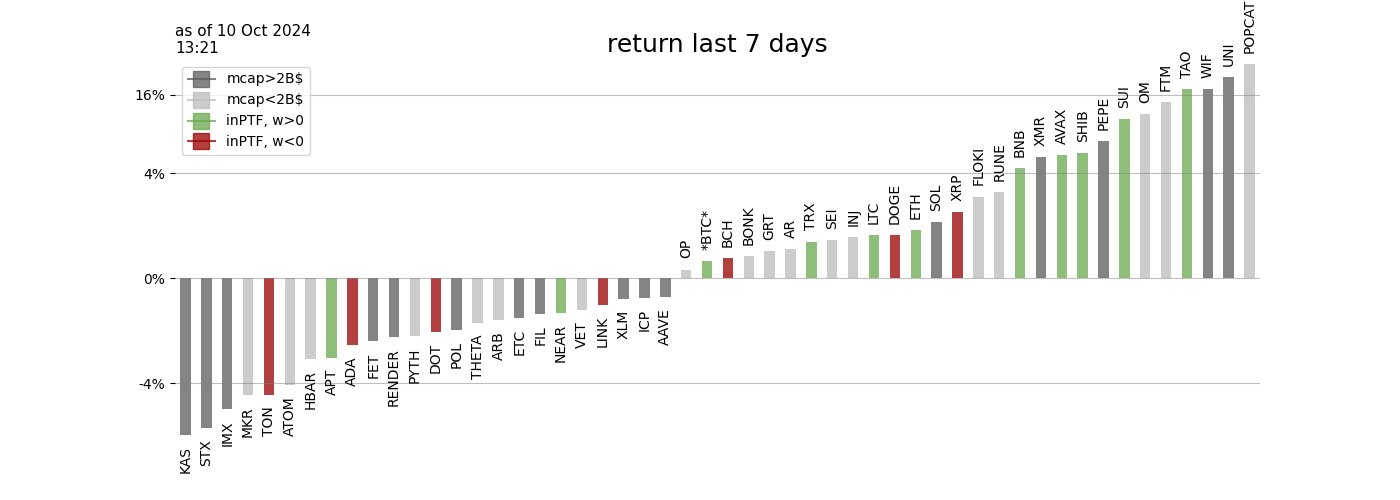 as of 10 Oct 2024
13:21
return last 7 days
mcap>2B$
mcap<2B$
inPTF, w>0
inPTF, w<0
16%
4%
0%
-4%
KAS
STX
IMX
MKR
TON
ATOM
HBAR
APT
ADA
FET
RENDER
PYTH
DOT
POL
THETA
ARB
ETC
FIL
NEAR
VET
LINK
XLM
ICP
AAVE
OP
*BTC*
BCH
BONK
GRT
AR
TRX
SEI
INJ
LTC
DOGE
ETH
SOL
XRP
FLOKI
RUNE
BNB
XMR
AVAX
SHIB
PEPE
SUI
OM
FTM
TAO
WIF
UNI
POPCAT